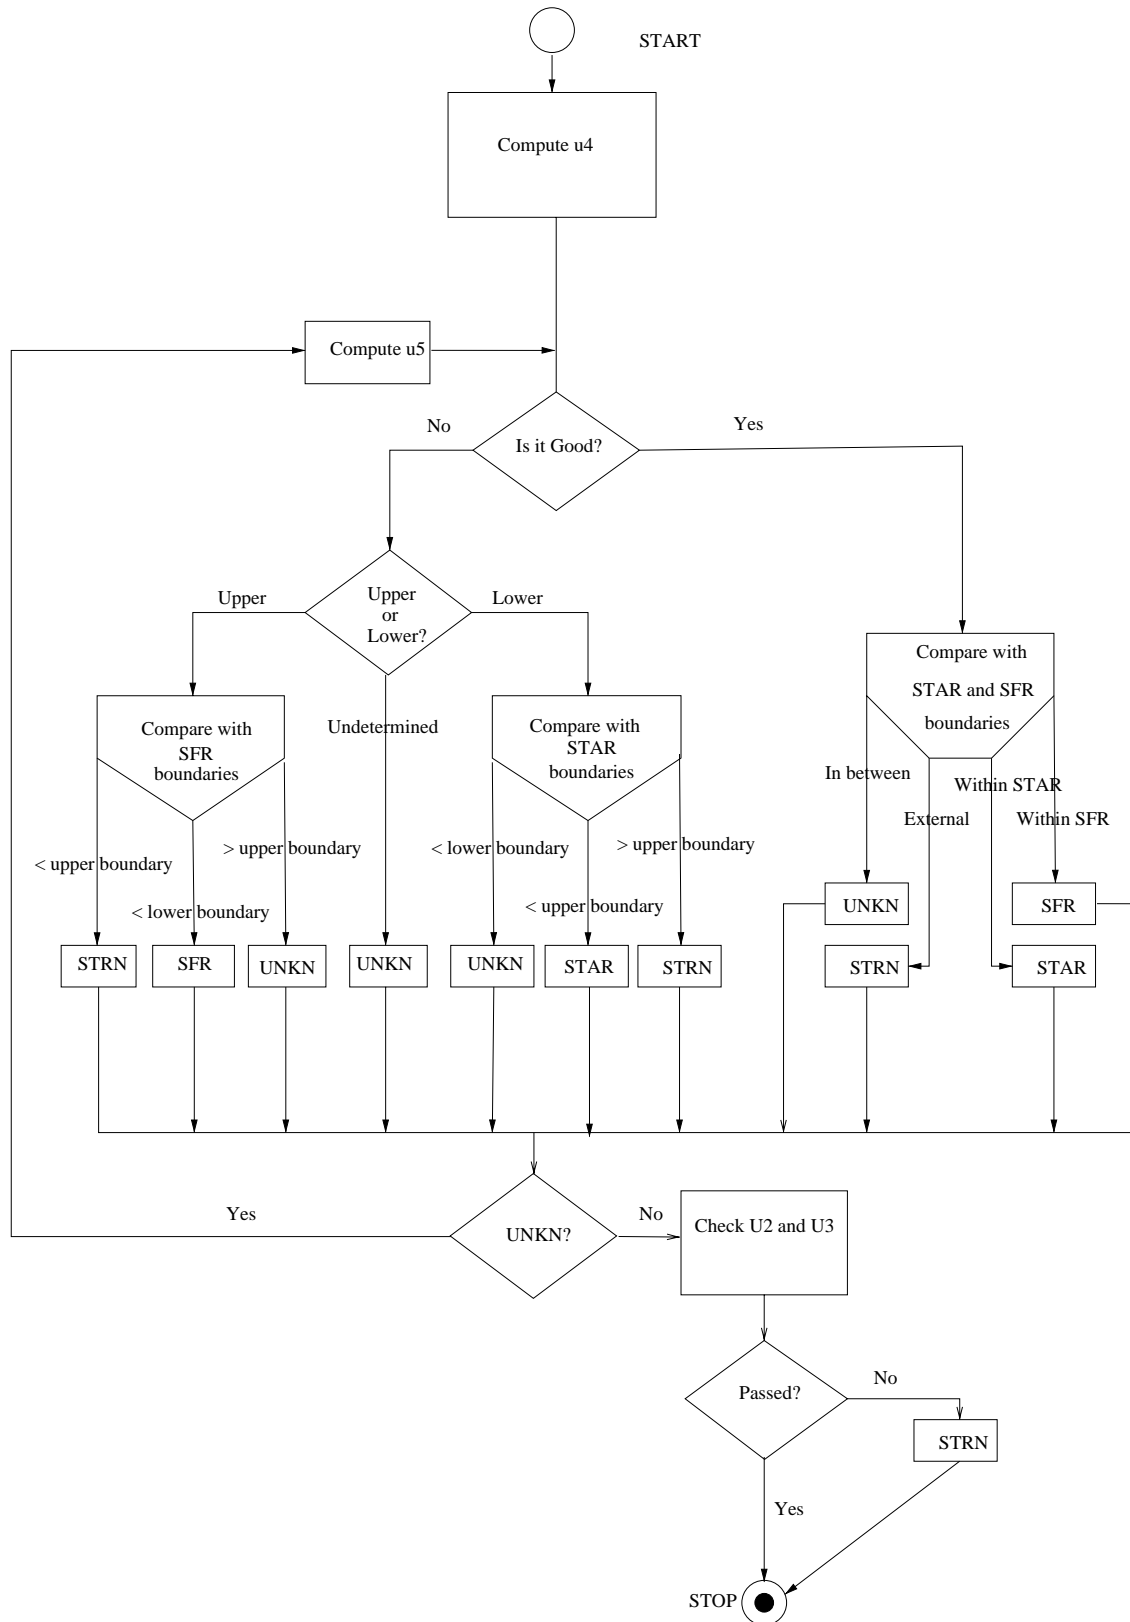 START
Compute u4
Compute u5
No
Yes
Is it Good?
Upper
Lower
Upper
or
Lower?
Compare with
STAR and SFR
boundaries
Compare with
SFR
boundaries
Undetermined
Compare with
STAR
boundaries
In between
Within STAR
External
Within SFR
< upper boundary
> upper boundary
< lower boundary
> upper boundary
< lower boundary
< upper boundary
UNKN
SFR
STRN
SFR
UNKN
UNKN
UNKN
STAR
STRN
STRN
STAR
Yes
UNKN?
No
Check U2 and U3
Passed?
No
STRN
Yes
STOP